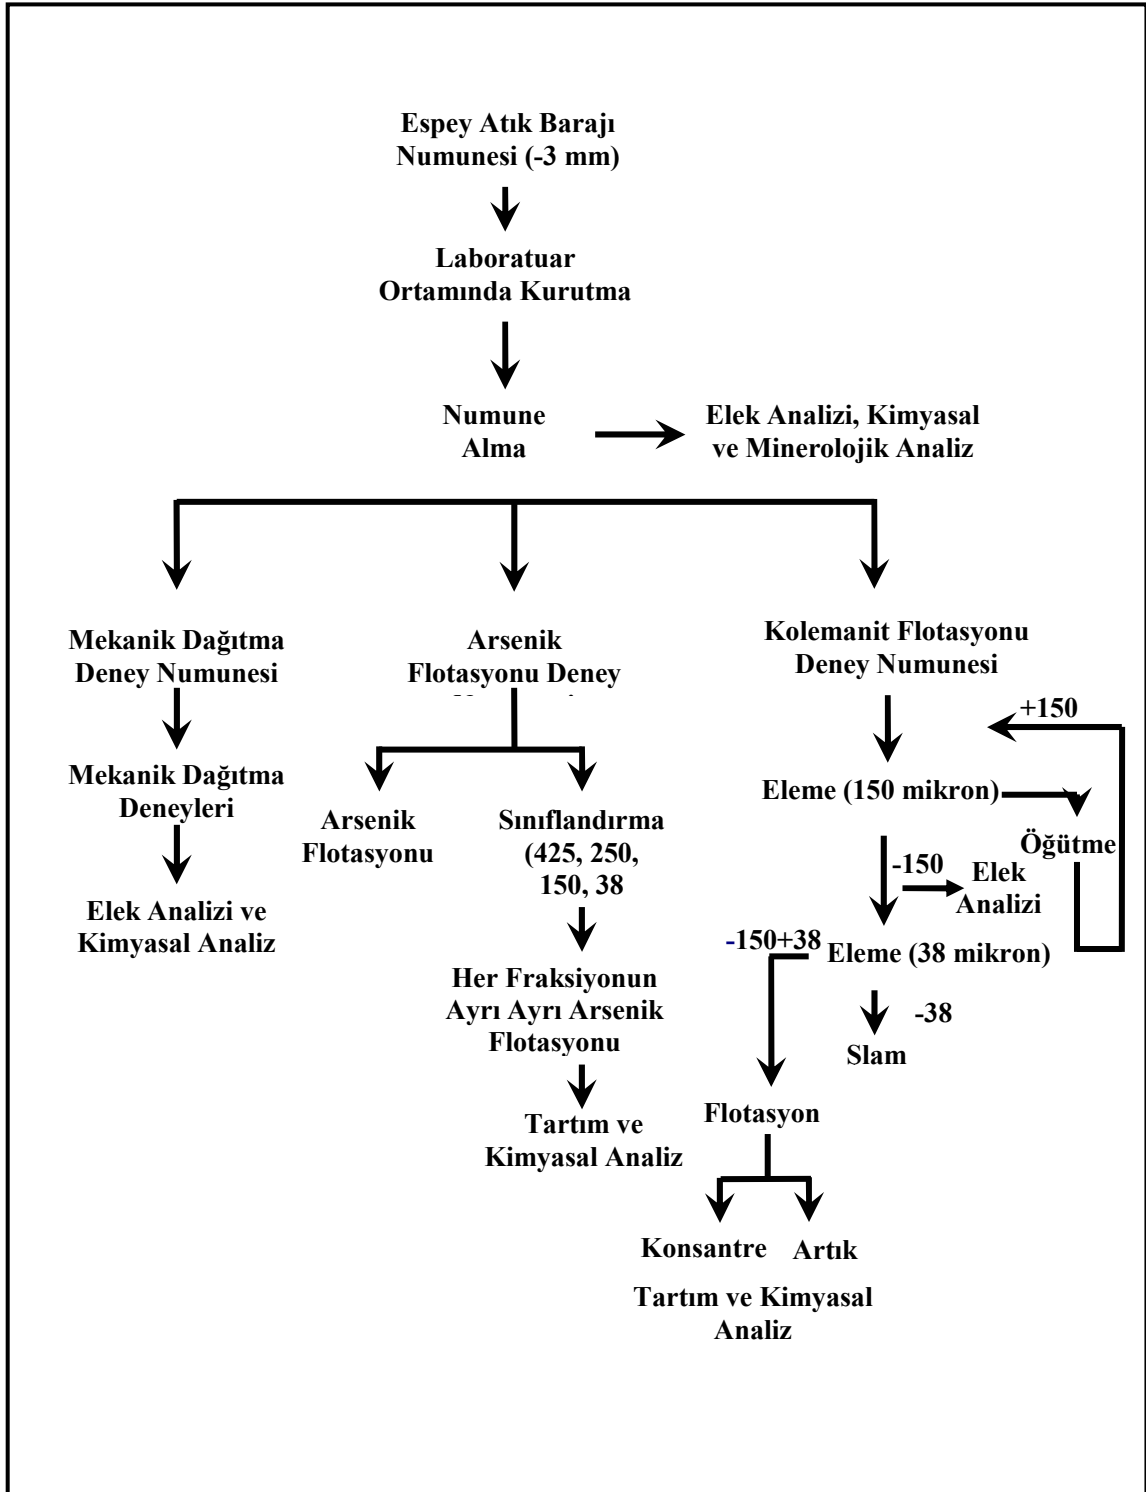 Espey Atık Barajı
Numunesi (-3 mm)
Laboratuar
Ortamında Kurutma
Numune
Alma
Elek Analizi, Kimyasal
ve Minerolojik Analiz
Mekanik Dağıtma
Deney Numunesi
Mekanik Dağıtma
Deneyleri
Elek Analizi ve
Kimyasal Analiz
Arsenik
Flotasyonu Deney
Arsenik
Flotasyonu
Sınıflandırma
(425, 250,
150, 38
Her Fraksiyonun
Ayrı Ayrı Arsenik
Flotasyonu
Tartım ve
Kimyasal Analiz
Kolemanit Flotasyonu
Deney Numunesi
+150
Eleme (150 mikron)
Öğütme
-150
Elek
Analizi
-150+38
Eleme (38 mikron)
-38
Slam
Flotasyon
Konsantre
Artık
Tartım ve Kimyasal
Analiz